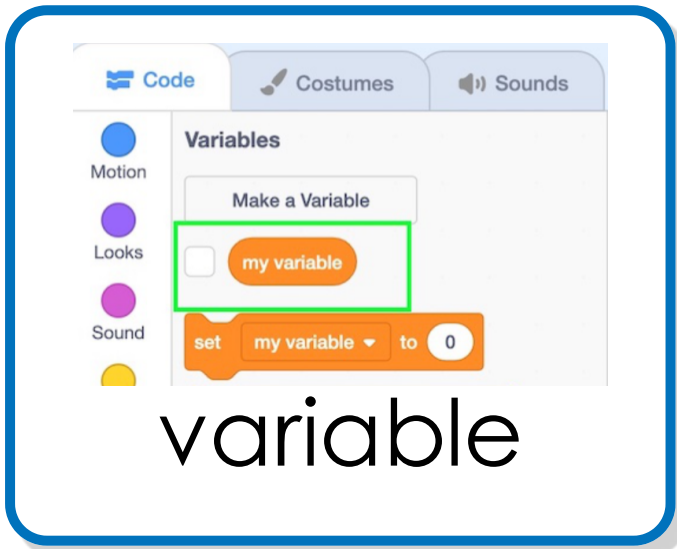 Code Costumes Sounds
Variables
Motion
Make a Variable
Looks
my variable
Sound
set my variable to 0
variable